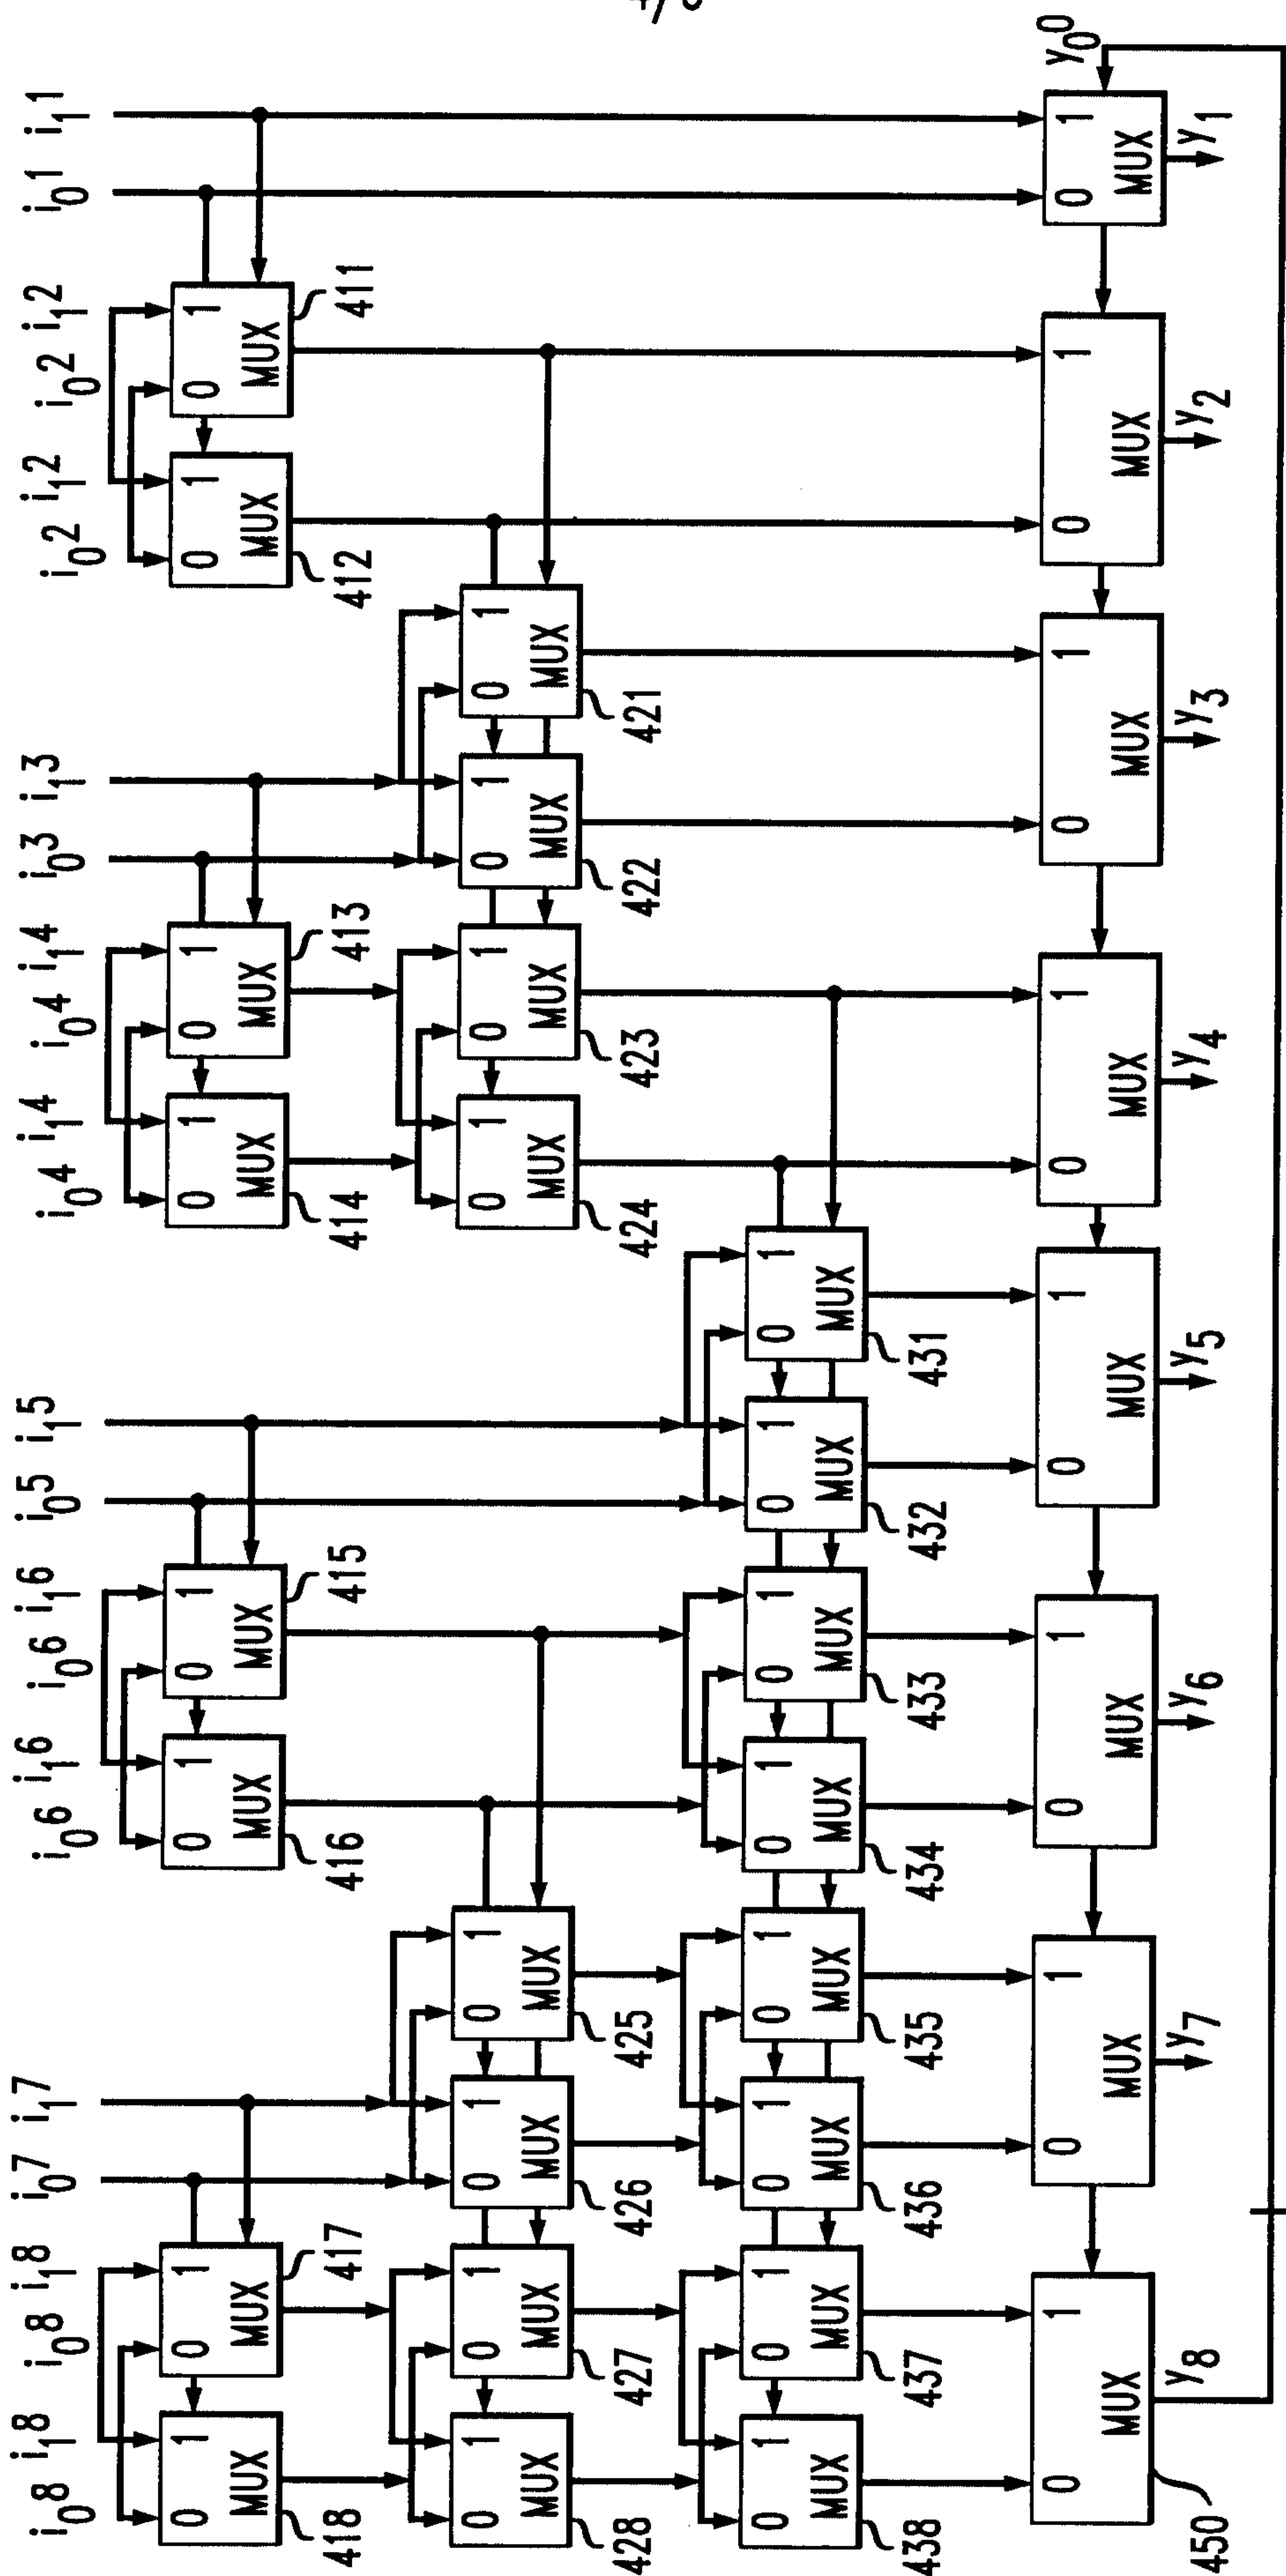 4/8
i₀8 i₁8 i₀8 i₁8 i₀7 i₁7 i₀6 i₁6 i₀6 i₁6 i₀5 i₁5 i₀4 i₁4 i₀4 i₁4 i₀3 i₁3 i₀2 i₁2 i₀2 i₁2 i₀1 i₁1
0 1 0 1 0 1 0 1 0 1 0 1 0 1 0 1
MUX MUX MUX MUX MUX MUX MUX MUX
418 417 416 415 414 413 412 411
0 1 0 1 0 1 0 1 0 1 0 1 0 1 0 1
MUX MUX MUX MUX MUX MUX MUX MUX
428 427 426 425 424 423 422 421
0 1 0 1 0 1 0 1 0 1 0 1 0 1 0 1
MUX MUX MUX MUX MUX MUX MUX MUX
438 437 436 435 434 433 432 431
y₀0
0 1 0 1 0 1 0 1 0 1 0 1 0 1 0 1
MUX MUX MUX MUX MUX MUX MUX MUX
450 y8 y7 y6 y5 y4 y3 y2 y1